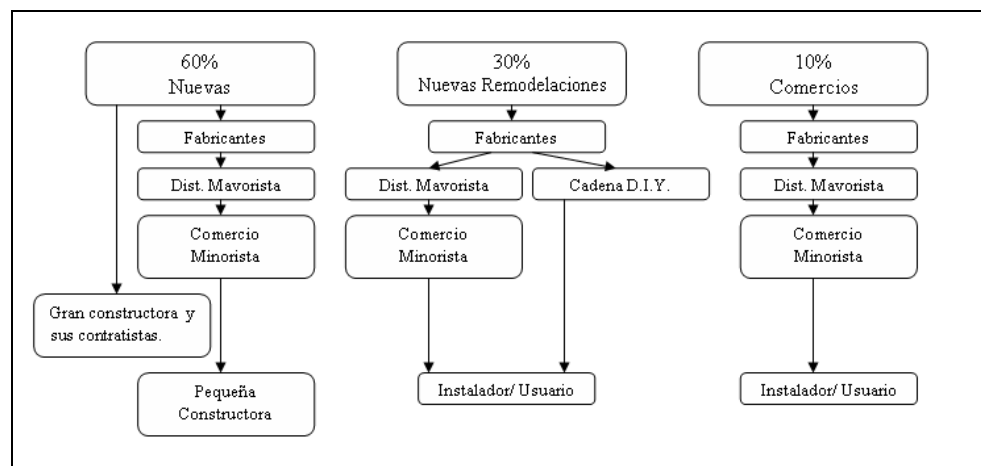 60%
Nuevas
Fabricantes
Dist. Mavorista
Comercio
Minorista
Gran constructora y
sus contratistas.
Pequeña
Constructora
30%
Nuevas Remodelaciones
Fabricantes
Dist. Mavorista
Cadena D.I.Y.
Comercio
Minorista
Instalador/ Usuario
10%
Comercios
Fabricantes
Dist. Mavorista
Comercio
Minorista
Instalador/ Usuario